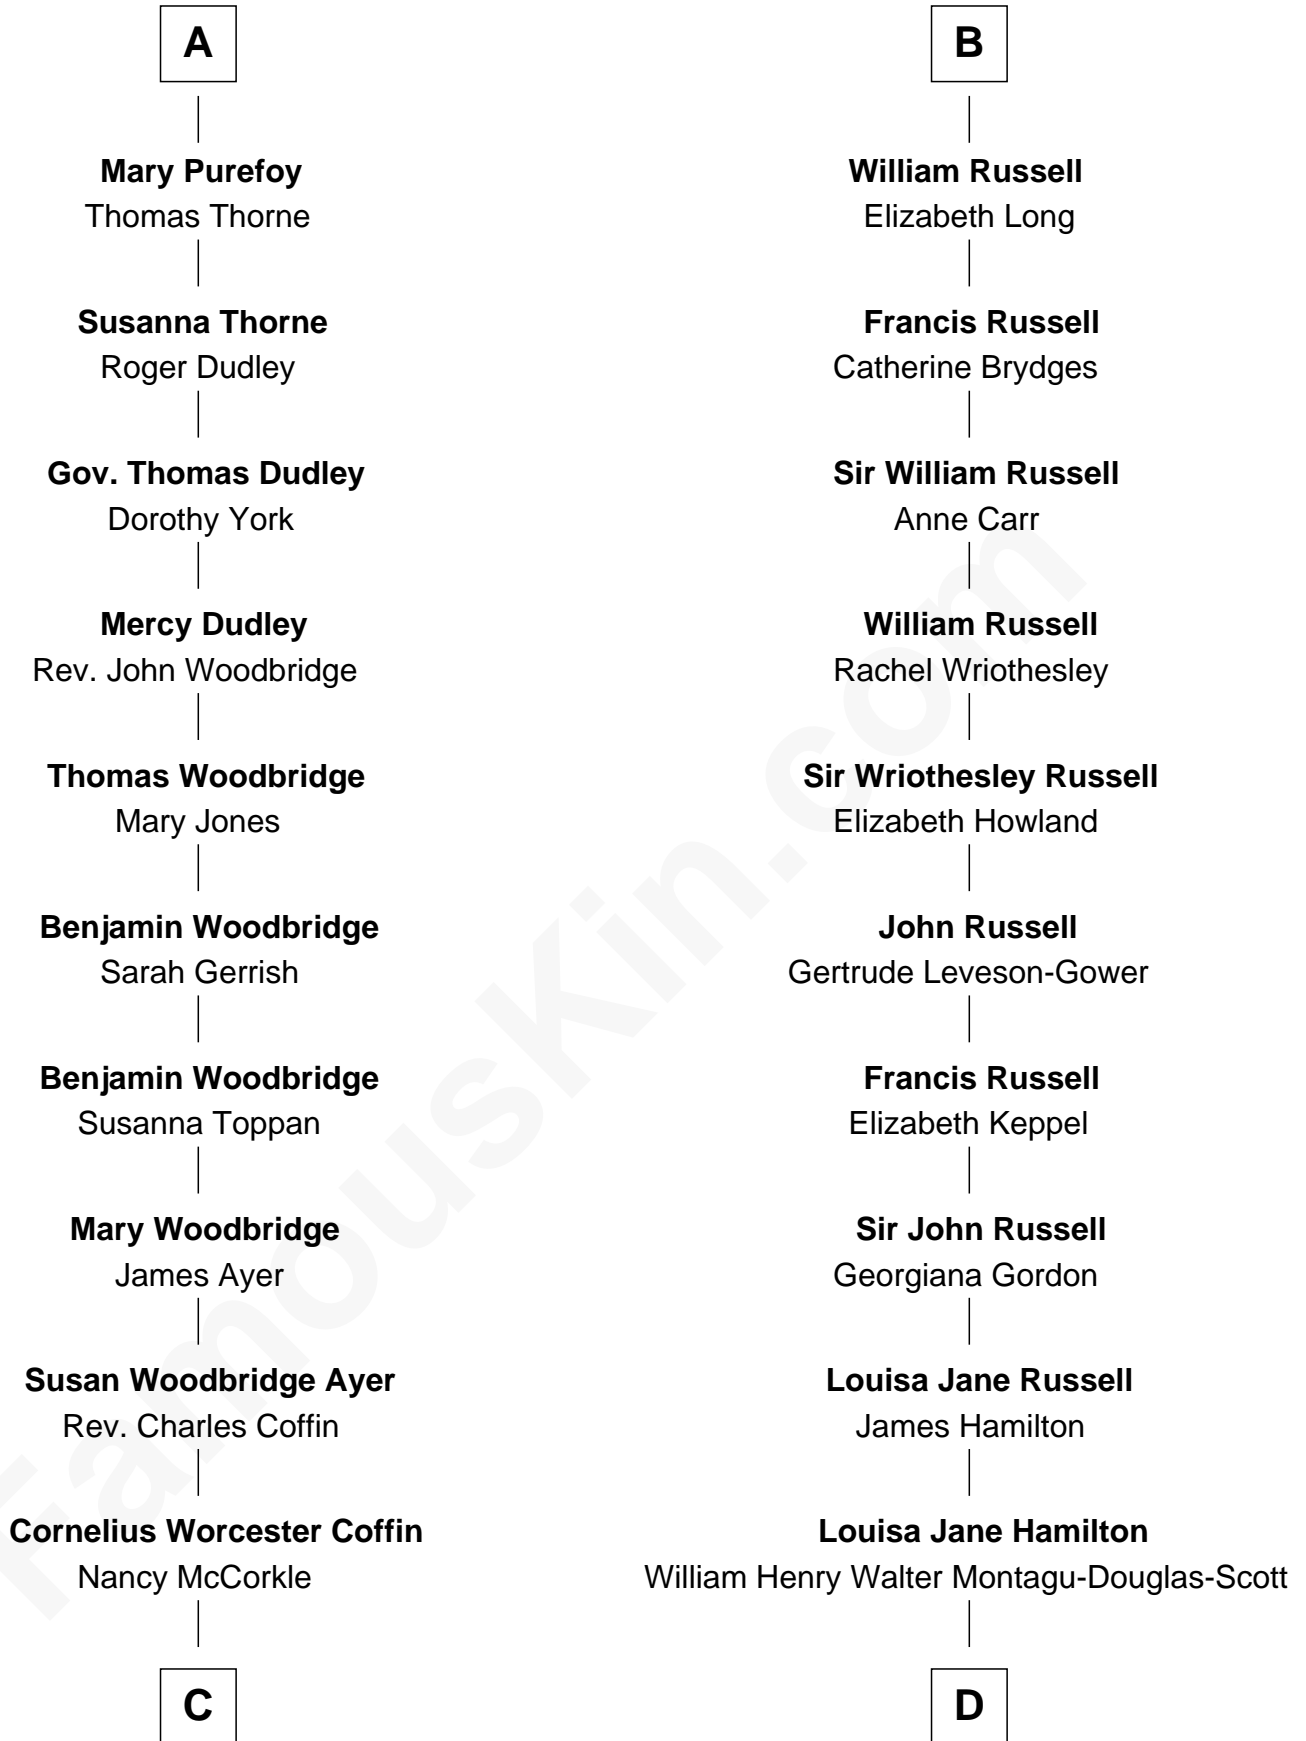 A
Mary Purefoy
Thomas Thorne
Susanna Thorne
Roger Dudley
Gov. Thomas Dudley
Dorothy York
Mercy Dudley
Rev. John Woodbridge
Thomas Woodbridge
Mary Jones
Benjamin Woodbridge
Sarah Gerrish
Benjamin Woodbridge
Susanna Toppan
Mary Woodbridge
James Ayer
Susan Woodbridge Ayer
Rev. Charles Coffin
Cornelius Worcester Coffin
Nancy McCorkle
C
B
William Russell
Elizabeth Long
Francis Russell
Catherine Brydges
Sir William Russell
Anne Carr
William Russell
Rachel Wriothesley
Sir Wriothesley Russell
Elizabeth Howland
John Russell
Gertrude Leveson-Gower
Francis Russell
Elizabeth Keppel
Sir John Russell
Georgiana Gordon
Louisa Jane Russell
James Hamilton
Louisa Jane Hamilton
William Henry Walter Montagu-Douglas-Scott
D
FamousKin.com